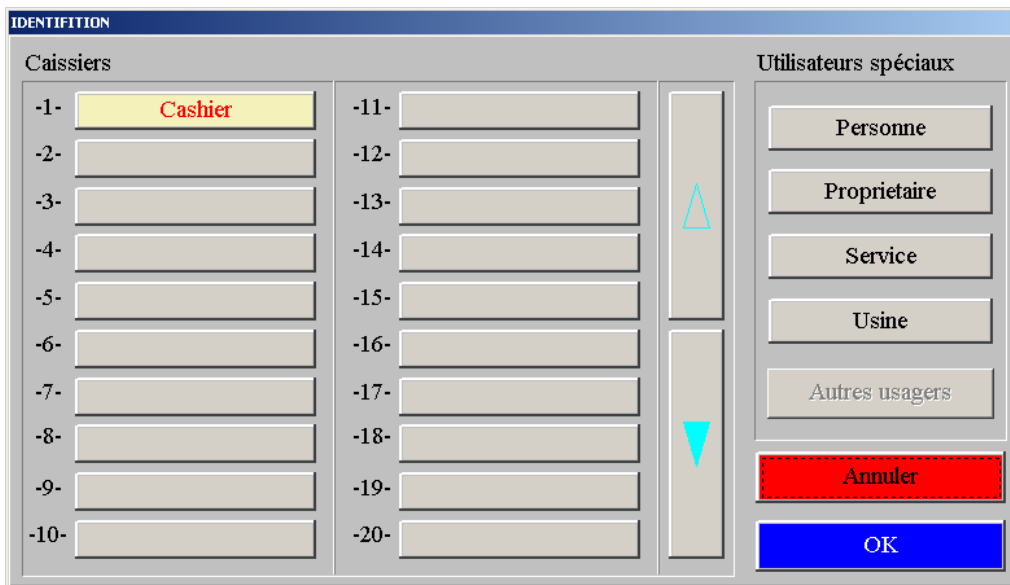 IDENTIFITION
Caissiers
Utilisateurs spéciaux
-1- Cashier
-2-
-3-
-4-
-5-
-6-
-7-
-8-
-9-
-10-
-11-
-12-
-13-
-14-
-15-
-16-
-17-
-18-
-19-
-20-
Personne
Proprietaire
Service
Usine
Autres usagers
Annuler
OK